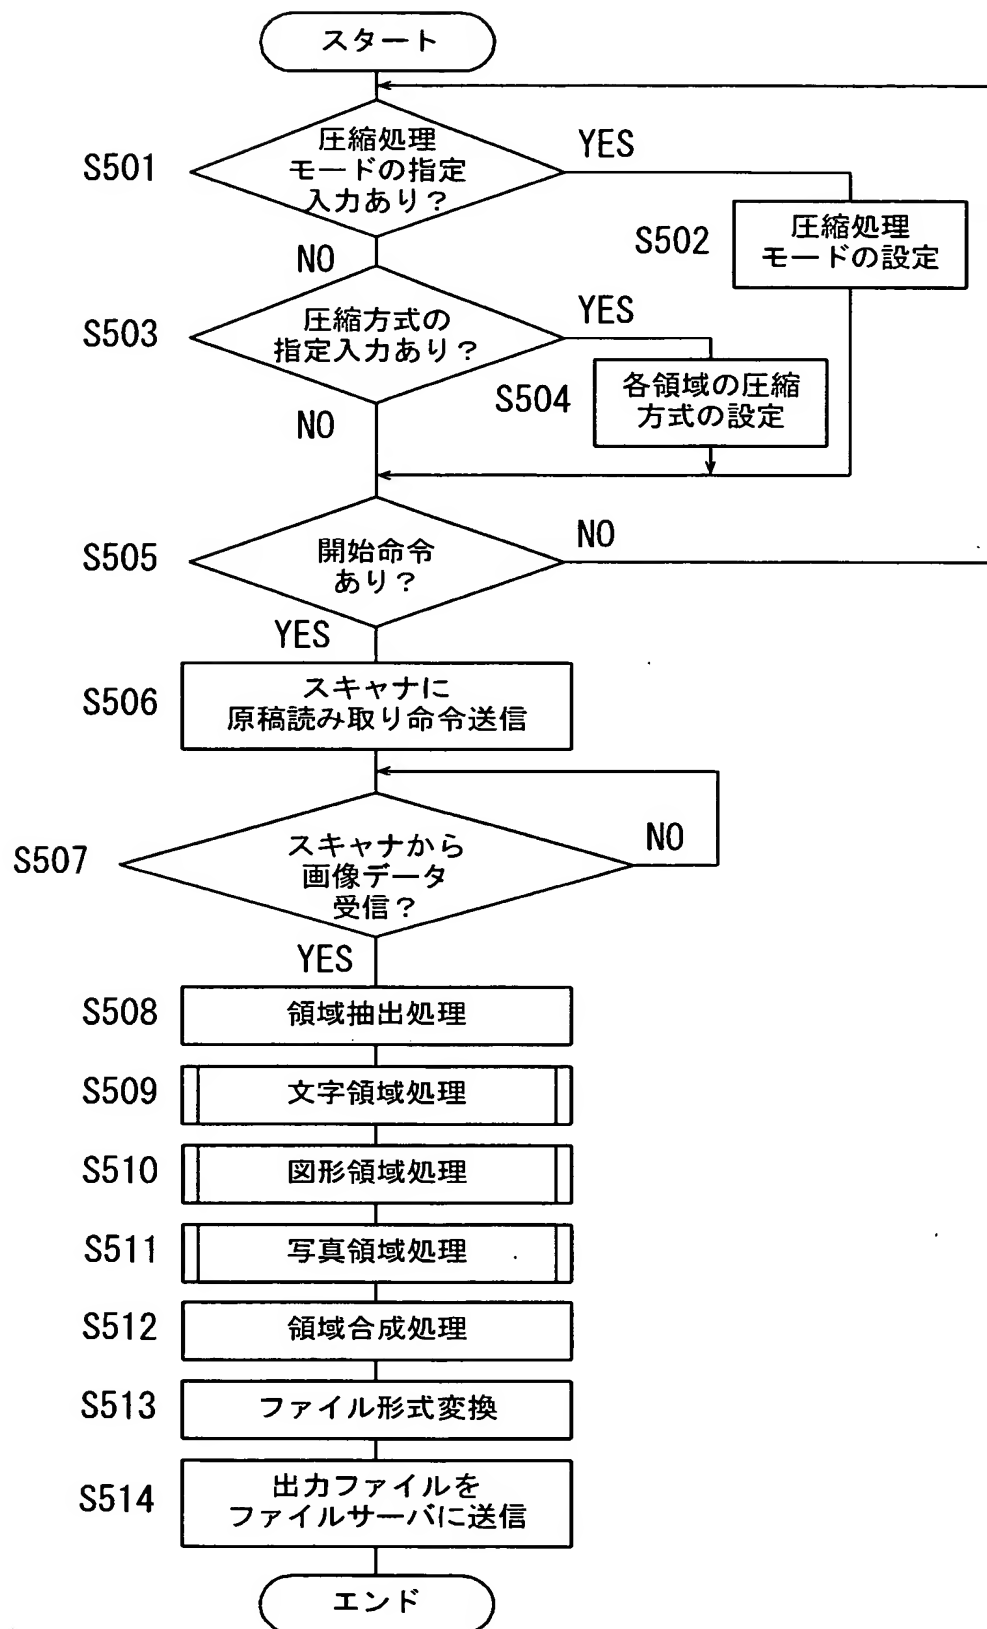 スタート
S501
圧縮処理
モードの指定
入力あり?
YES
NO
S502
圧縮処理
モードの設定
S503
圧縮方式の
指定入力あり?
YES
NO
S504
各領域の圧縮
方式の設定
S505
開始命令
あり?
NO
YES
S506
スキャナに
原稿読み取り命令送信
S507
スキャナから
画像データ
受信?
NO
YES
S508
領域抽出処理
S509
文字領域処理
S510
図形領域処理
S511
写真領域処理
S512
領域合成処理
S513
ファイル形式変換
S514
出力ファイルを
ファイルサーバに送信
エンド